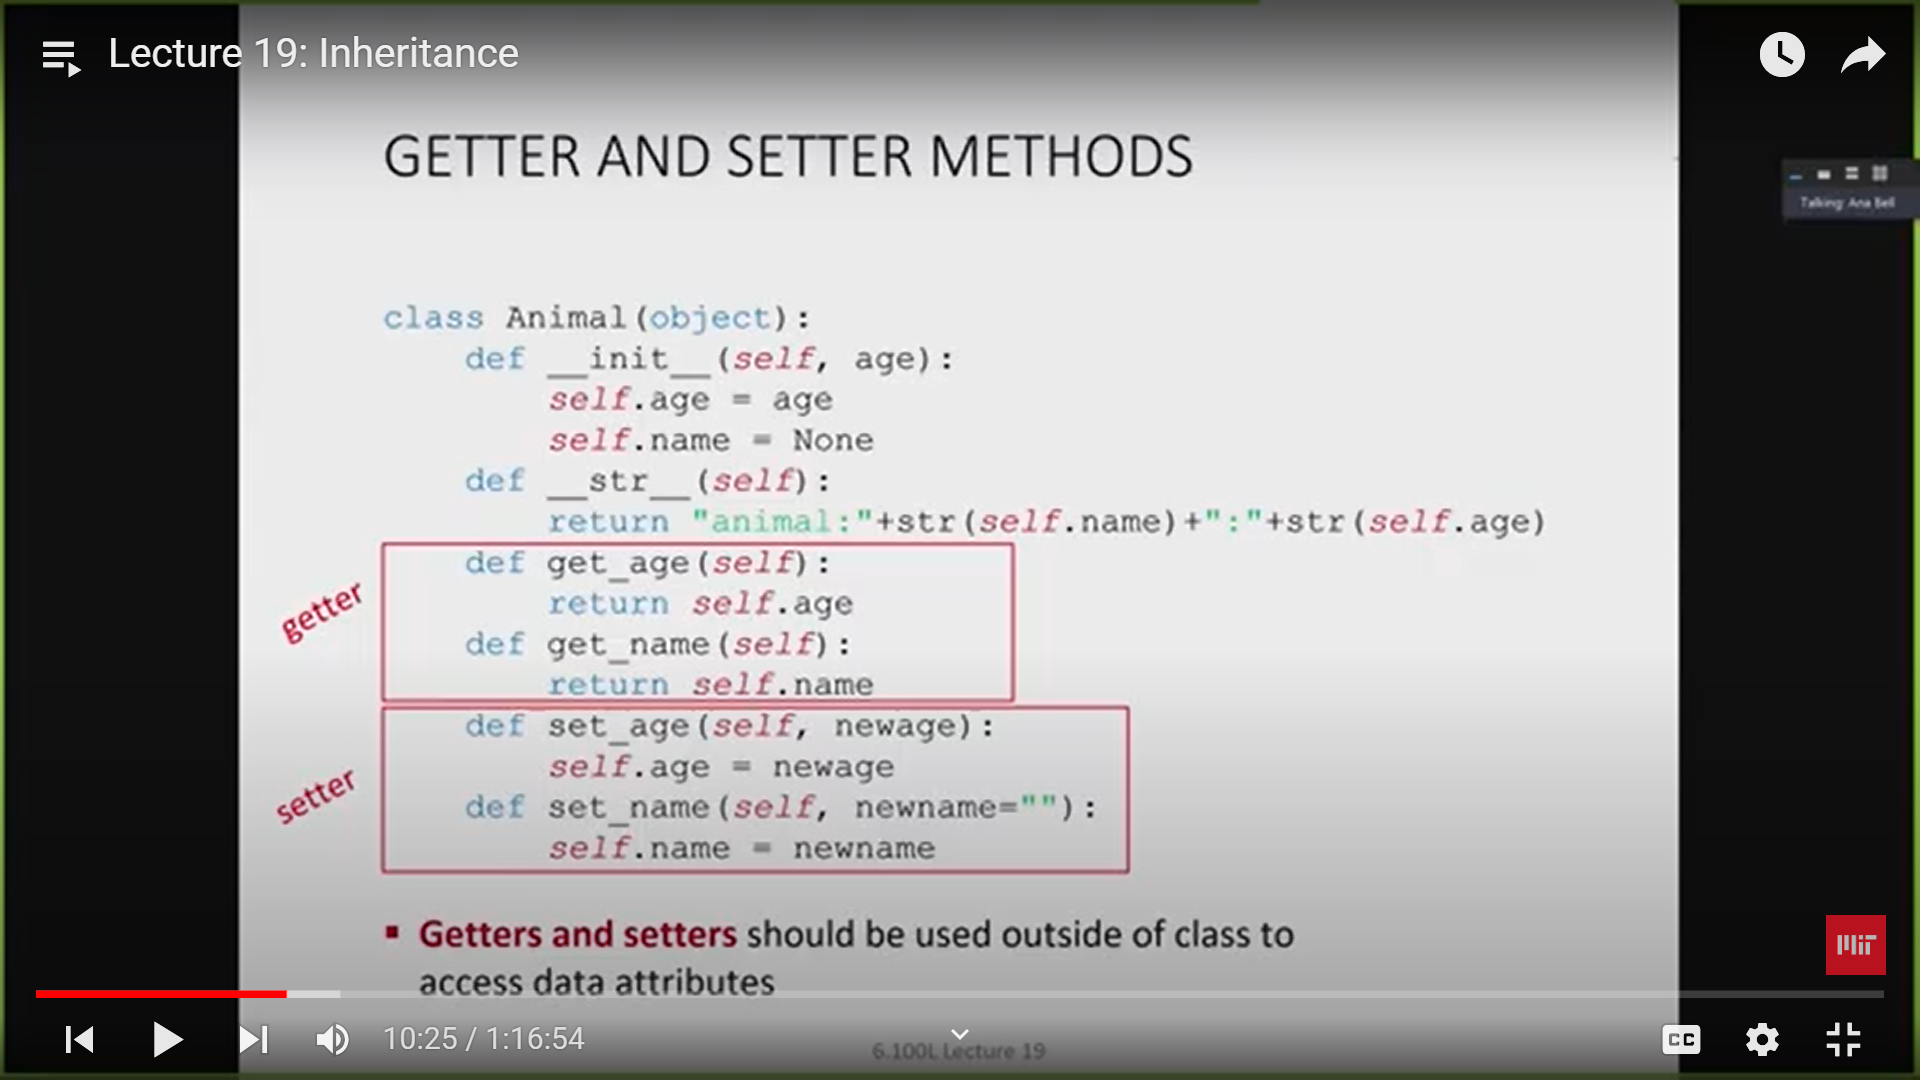 Lecture 19: Inheritance
GETTER AND SETTER METHODS
Talking: Ana Bell
class Animal(object):
    def __init__(self, age):
        self.age = age
        self.name = None
    def __str__(self):
        return "animal:"+str(self.name)+":"+str(self.age)
getter
    def get_age(self):
        return self.age
    def get_name(self):
        return self.name
setter
    def set_age(self, newage):
        self.age = newage
    def set_name(self, newname=""):
        self.name = newname
▪ Getters and setters should be used outside of class to
access data attributes
MIT
10:25 / 1:16:54
6.100L Lecture 19
CC